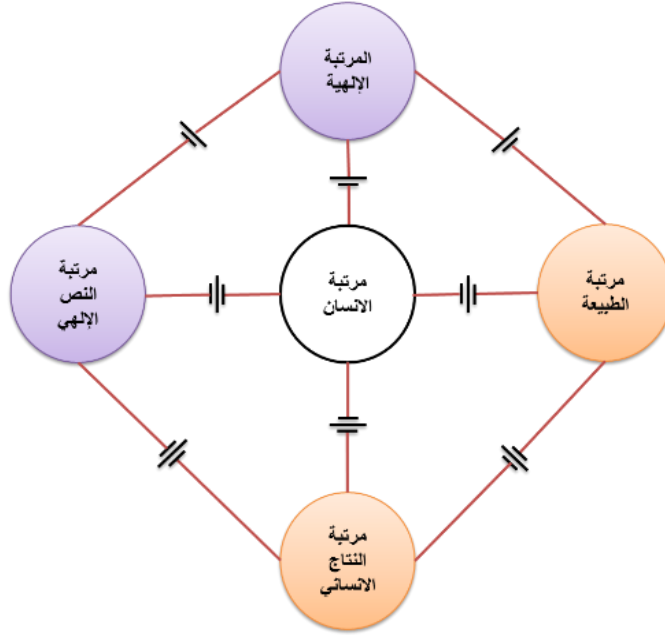 المرتبة
الإلهية
مرتبة
النص
الإلهي
مرتبة
الانسان
مرتبة
الطبيعة
مرتبة
النتاج
الانساني